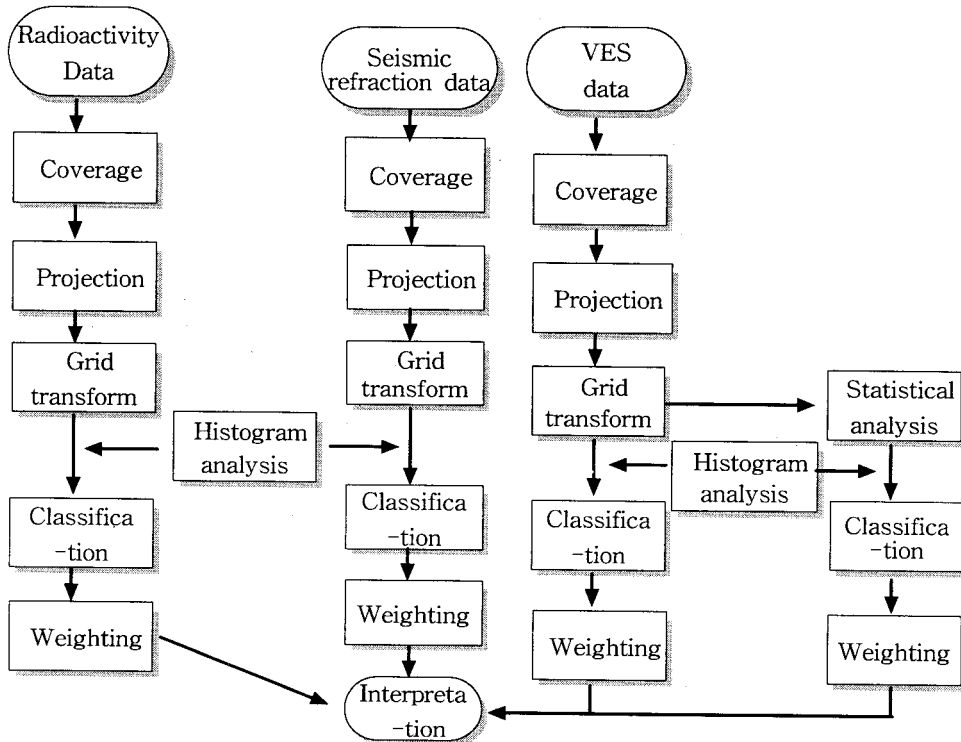 Radioactivity
Data
Coverage
Projection
Grid
transform
Classifica
-tion
Weighting
Histogram
analysis
Seismic
refraction data
Coverage
Projection
Grid
transform
Classifica
-tion
Weighting
Interpreta
-tion
VES
data
Coverage
Projection
Grid
transform
Histogram
analysis
Classifica
-tion
Weighting
Statistical
analysis
Classifica
-tion
Weighting